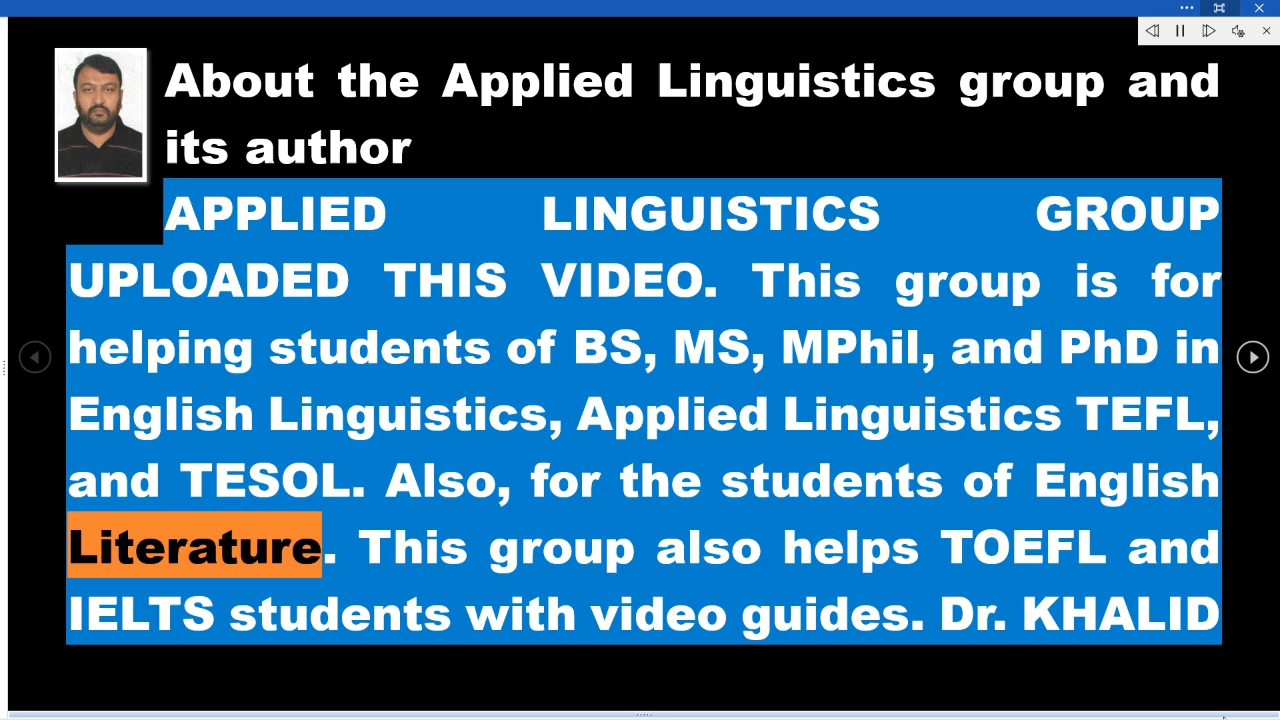 About the Applied Linguistics group and
its author
APPLIED LINGUISTICS GROUP
UPLOADED THIS VIDEO. This group is for
helping students of BS, MS, MPhil, and PhD in
English Linguistics, Applied Linguistics TEFL,
and TESOL. Also, for the students of English
Literature. This group also helps TOEFL and
IELTS students with video guides. Dr. KHALID